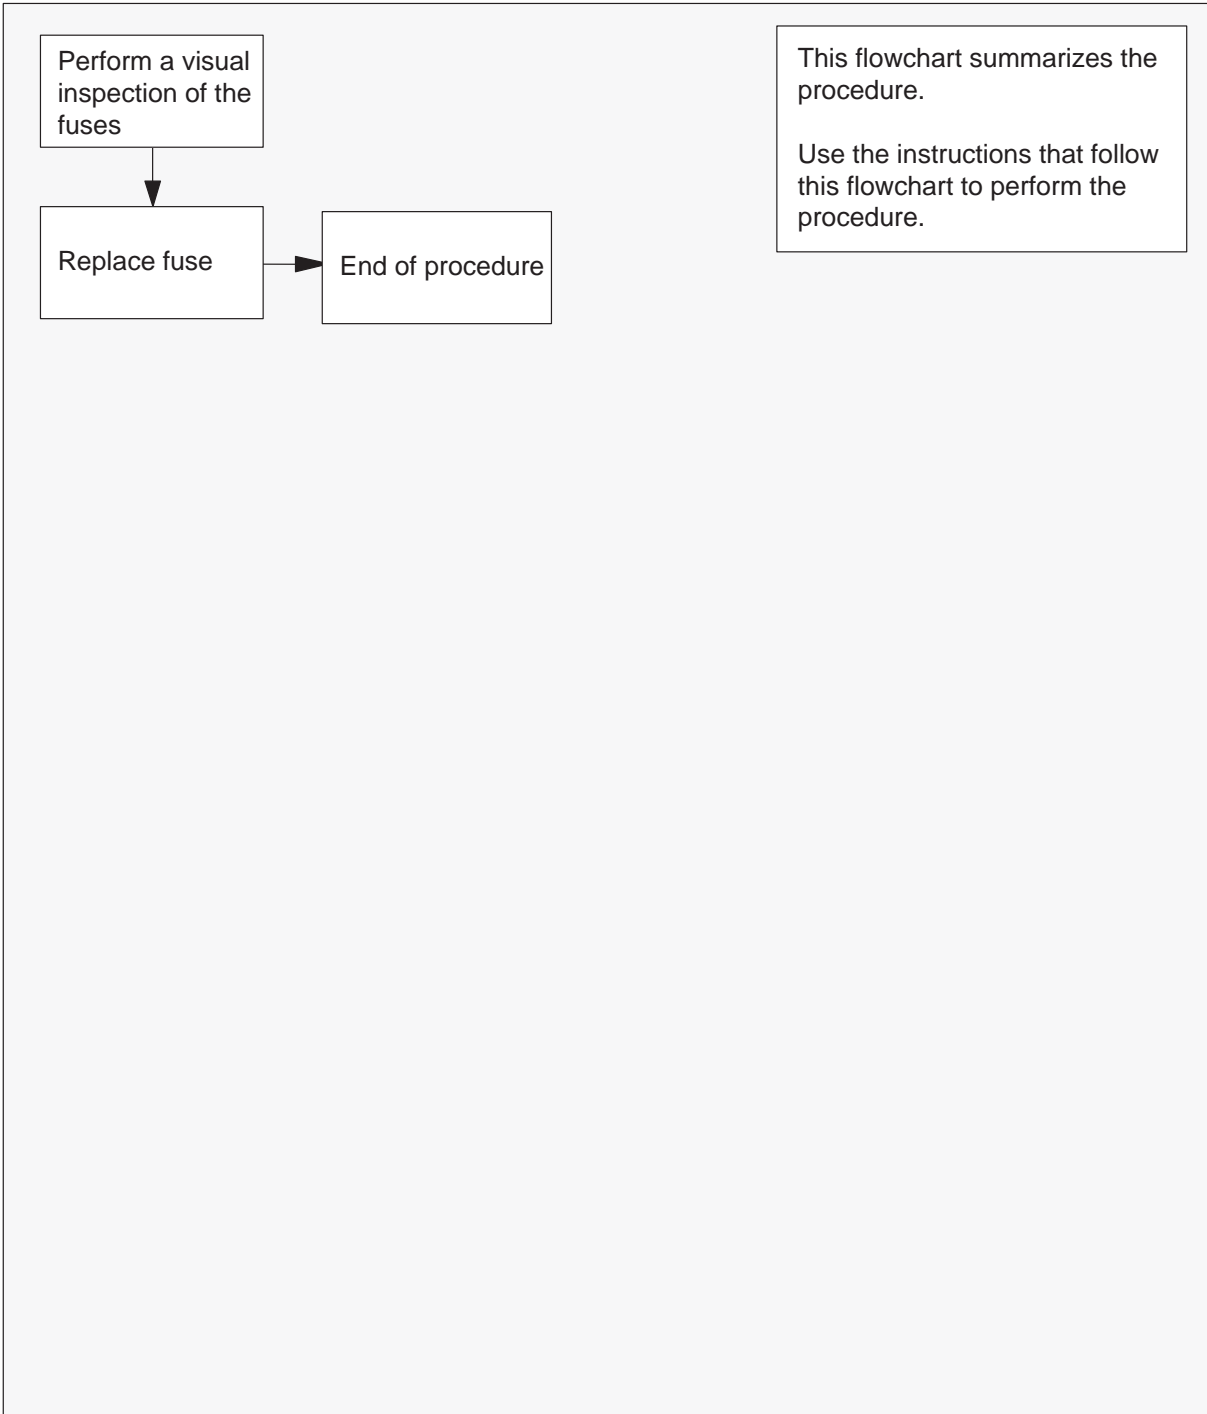 Perform a visual
inspection of the
fuses
Replace fuse
End of procedure
This flowchart summarizes the
procedure.
Use the instructions that follow
this flowchart to perform the
procedure.